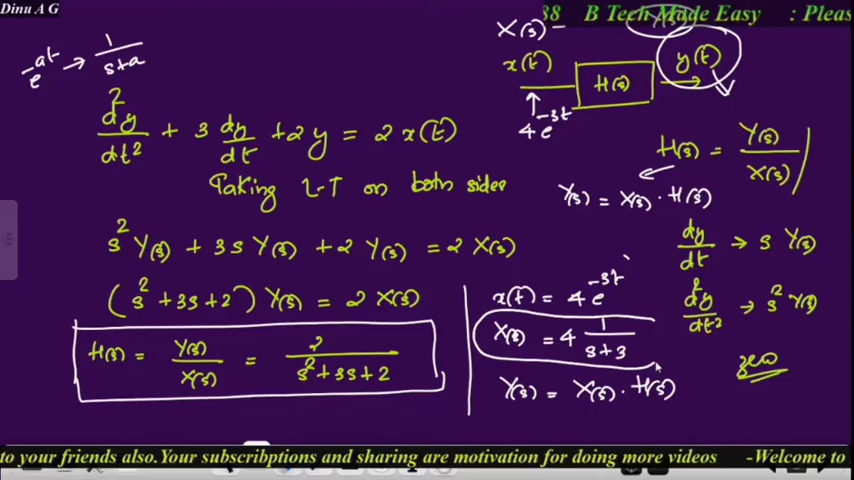 Dinu A G
38 B Tech Made Easy : Pleas
e^-at → 1/s+a
X(s) -
x(t)
H(s)
y(t)
4e^-3t
d²y/dt² + 3 dy/dt + 2y = 2x(t)
Taking L-T on both sides
H(s) = Y(s)/X(s)
Y(s) = X(s) · H(s)
s² Y(s) + 3s Y(s) + 2 Y(s) = 2 X(s)
dy/dt → s Y(s)
(s² + 3s + 2) Y(s) = 2 X(s)
x(t) = 4e^-3t
d²y/dt² → s² Y(s)
H(s) = Y(s)/X(s) = 2/s²+3s+2
X(s) = 4 1/s+3
zero
Y(s) = X(s) · H(s)
to your friends also.Your subscribptions and sharing are motivation for doing more videos -Welcome to